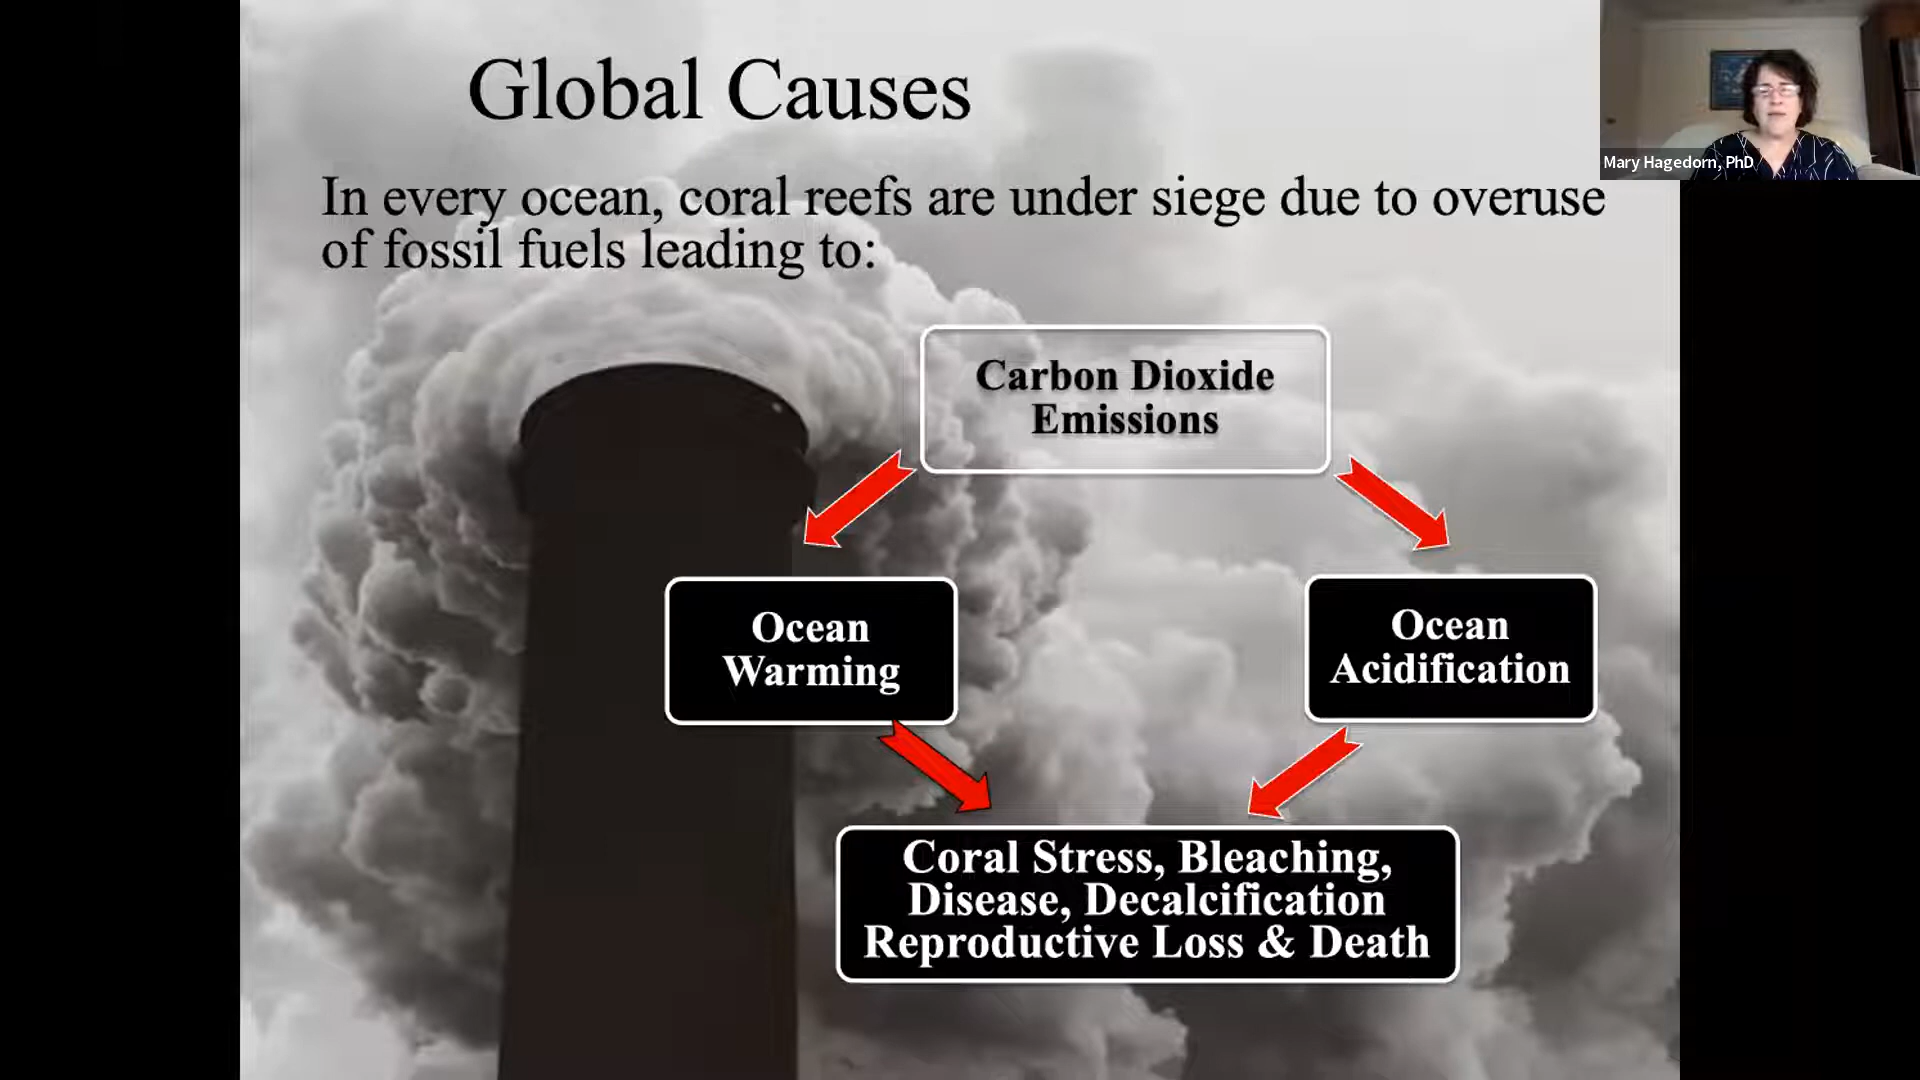 Global Causes
Mary Hagedorn, PhD
In every ocean, coral reefs are under siege due to overuse
of fossil fuels leading to:
Carbon Dioxide
Emissions
Ocean
Warming
Ocean
Acidification
Coral Stress, Bleaching,
Disease, Decalcification
Reproductive Loss & Death